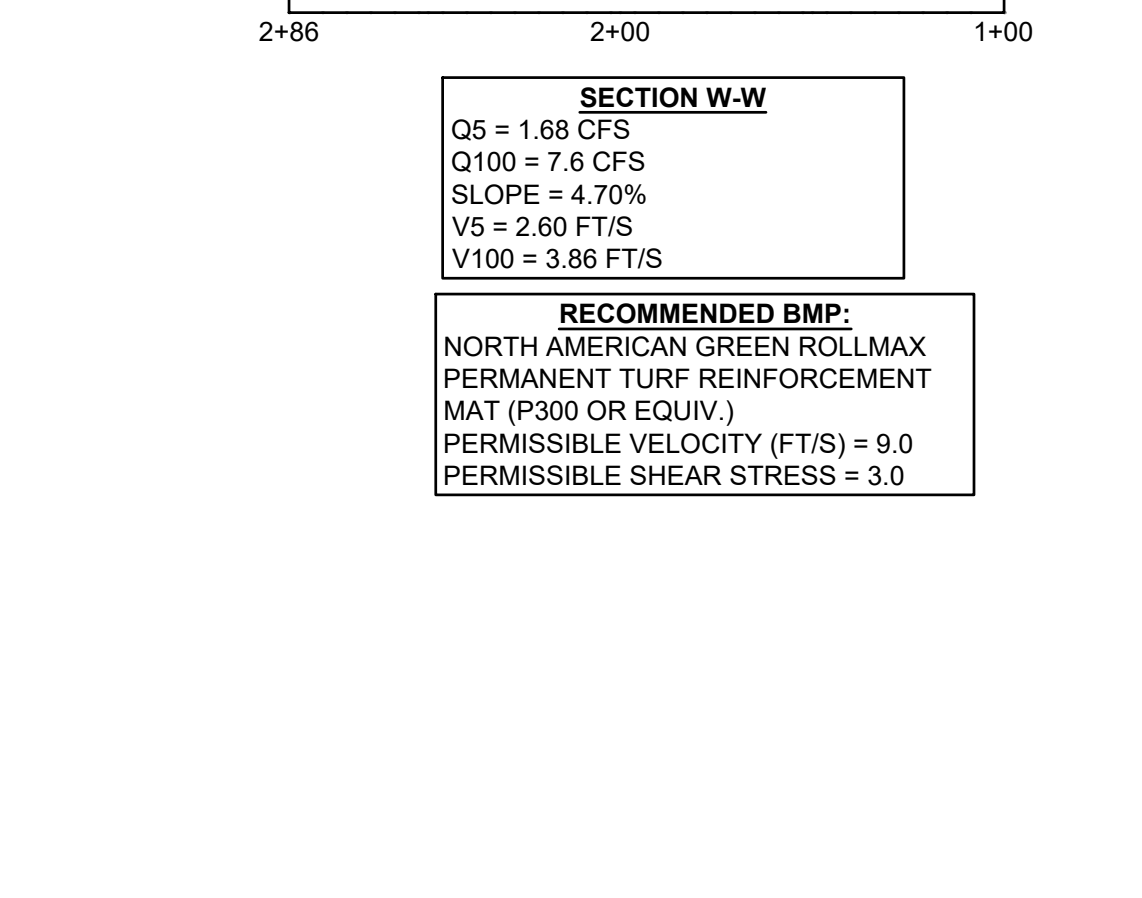 2+86 2+00 1+00
SECTION W-W
Q5 = 1.68 CFS
Q100 = 7.6 CFS
SLOPE = 4.70%
V5 = 2.60 FT/S
V100 = 3.86 FT/S
RECOMMENDED BMP:
NORTH AMERICAN GREEN ROLLMAX
PERMANENT TURF REINFORCEMENT
MAT (P300 OR EQUIV.)
PERMISSIBLE VELOCITY (FT/S) = 9.0
PERMISSIBLE SHEAR STRESS = 3.0